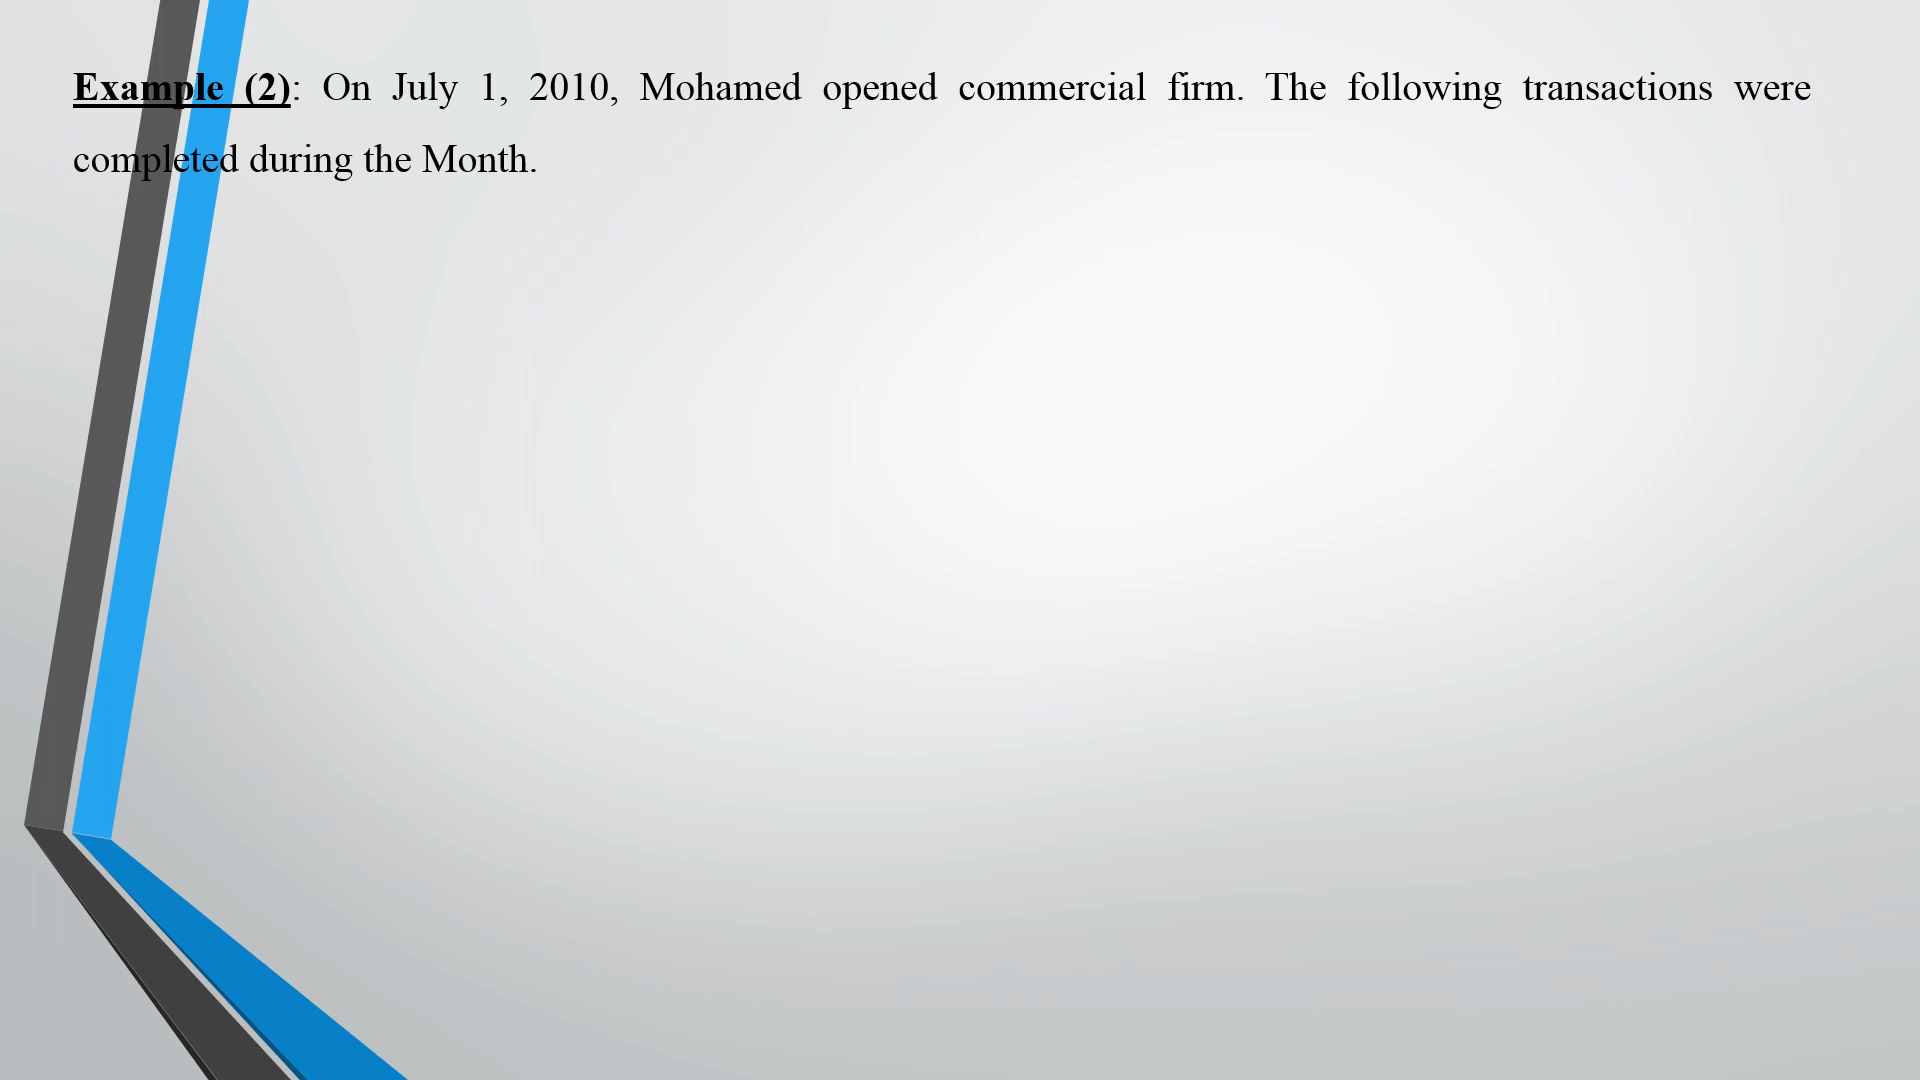 Example (2): On July 1, 2010, Mohamed opened commercial firm. The following transactions were
completed during the Month.